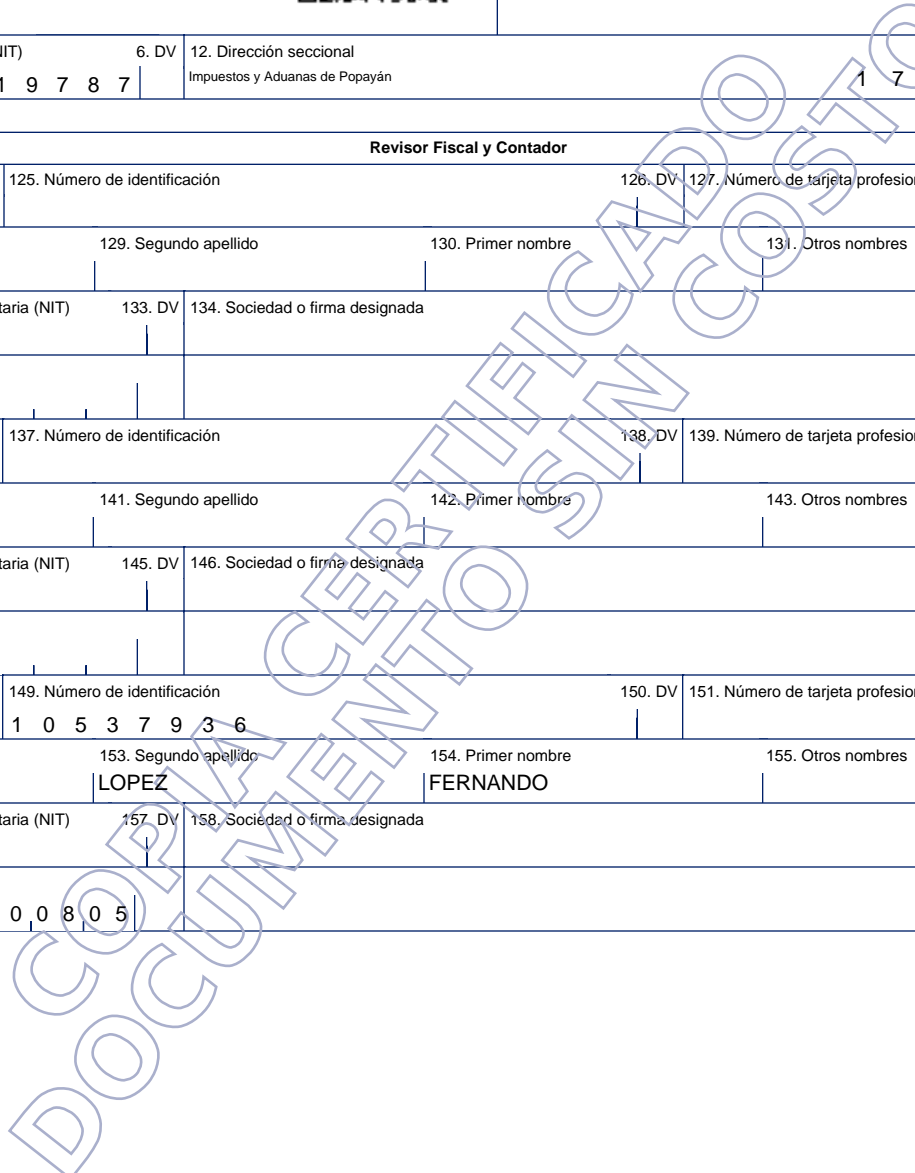 NIT) 6. DV 12. Dirección seccional
1 9 7 8 7 Impuestos y Aduanas de Popayán 1 7
Revisor Fiscal y Contador
125. Número de identificación 126. DV 127. Número de tarjeta profesion
129. Segundo apellido 130. Primer nombre 131. Otros nombres
taria (NIT) 133. DV 134. Sociedad o firma designada
137. Número de identificación 138. DV 139. Número de tarjeta profesion
141. Segundo apellido 142. Primer nombre 143. Otros nombres
taria (NIT) 145. DV 146. Sociedad o firma designada
149. Número de identificación 150. DV 151. Número de tarjeta profesion
1 0 5 3 7 9 3 6
153. Segundo apellido 154. Primer nombre 155. Otros nombres
LOPEZ FERNANDO
taria (NIT) 157. DV 158. Sociedad o firma designada
0 0 8 0 5
COPIA CERTIFICADO
DOCUMENTO SIN COSTO